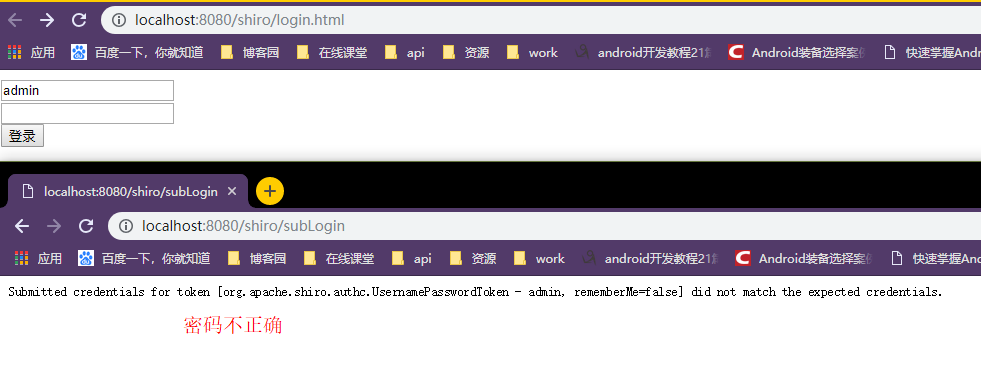 localhost:8080/shiro/login.html
应用 百度一下，你就知道 博客园 在线课堂 api 资源 work android开发教程21 Android装备选择案 快速掌握And
admin
登录
localhost:8080/shiro/subLogin
localhost:8080/shiro/subLogin
应用 百度一下，你就知道 博客园 在线课堂 api 资源 work android开发教程21 Android装备选择案 快速掌握And
Submitted credentials for token [org.apache.shiro.authc.UsernamePasswordToken - admin, rememberMe=false] did not match the expected credentials.
密码不正确